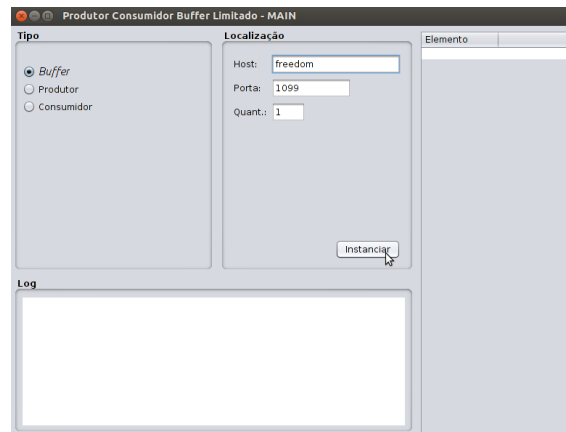 Produtor Consumidor Buffer Limitado - MAIN
Tipo
Buffer
Produtor
Consumidor
Localização
Host: freedom
Porta: 1099
Quant.: 1
Instanciar
Elemento
Log